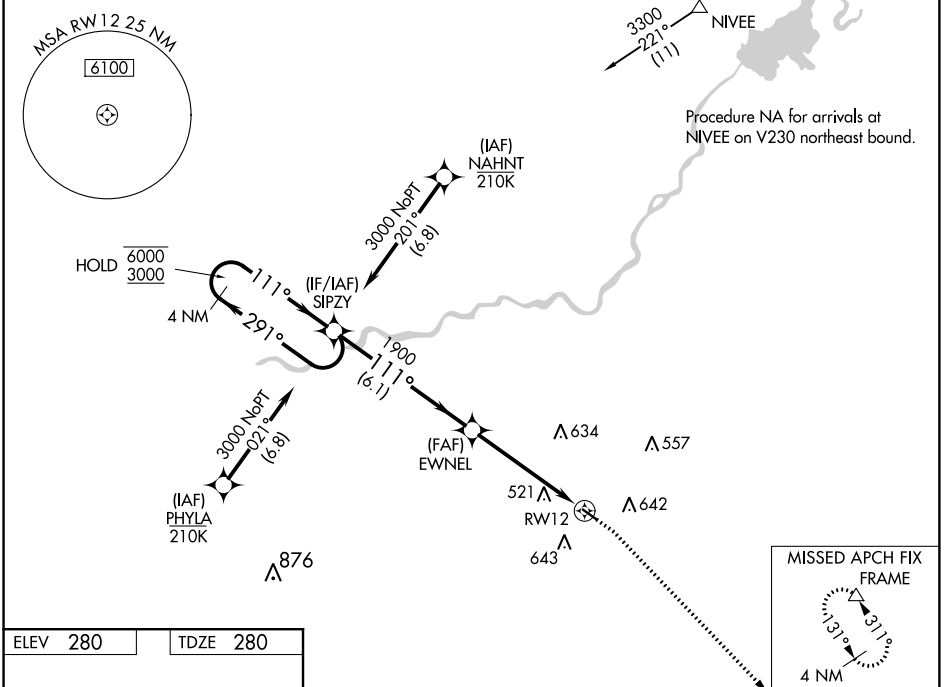 MSA RW12 25 NM
6100
3300
221°
(11)
NIVEE
Procedure NA for arrivals at
NIVEE on V230 northeast bound.
(IAF)
NAHNT
210K
3000 NoPT
201°
(6.8)
HOLD
6000
3000
4 NM
111°
291°
(IF/IAF)
SIPZY
1900
111°
(6.1)
3000 NoPT
021°
(6.8)
(IAF)
PHYLA
210K
(FAF)
EWNEL
634
557
521
RW12
642
643
876
MISSED APCH FIX
FRAME
131°
311°
4 NM
ELEV 280
TDZE 280